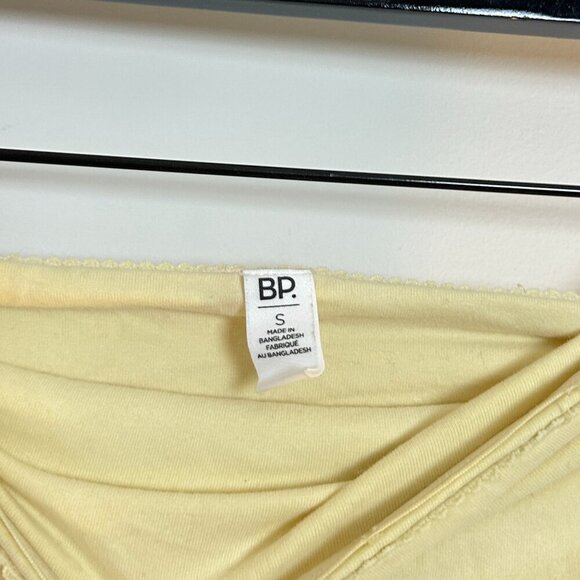 BP.
S
MADE IN
BANGLADESH
FABRIQUÉ
AU BANGLADESH